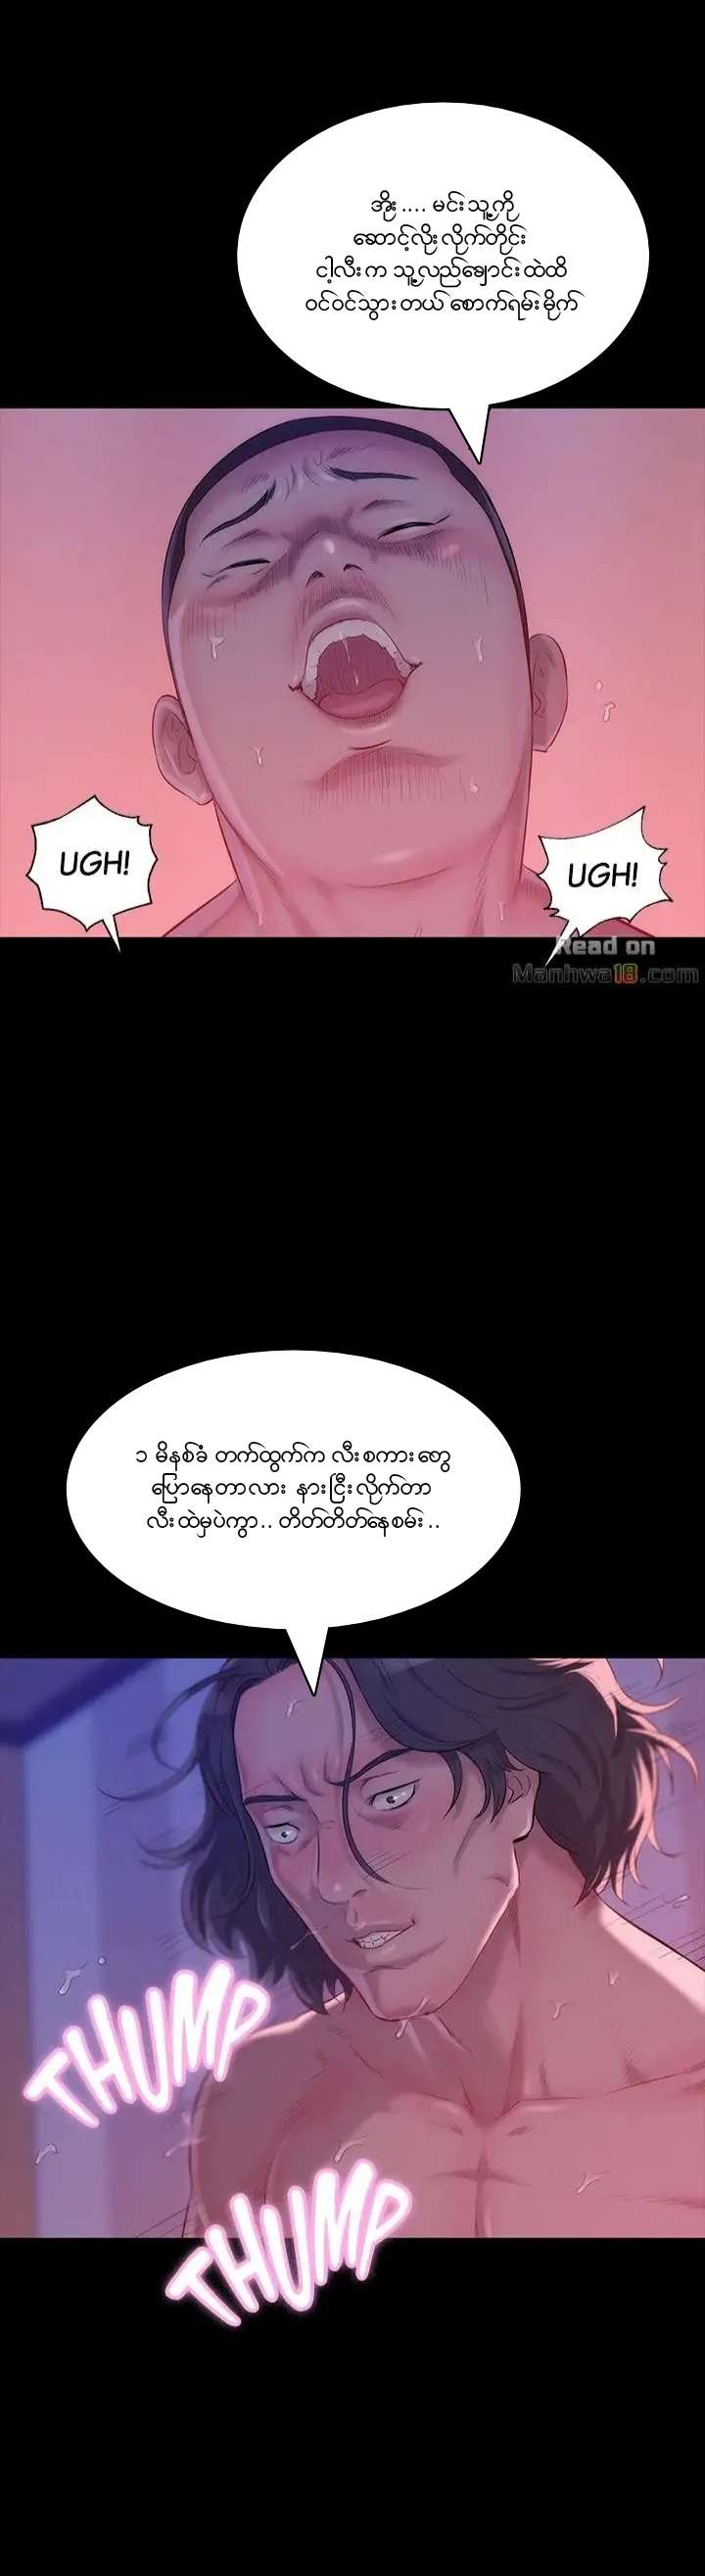 အိုး .... မင်း သူ့ကို
ဆောင့်လိုး လိုက်တိုင်း
ငါ့လီး က သူ့လည်ချောင်း ထဲထိ
ဝင်ဝင်သွား တယ် စောက်ရမ်း မိုက်
UGH!
UGH!
Read on
Manhwa18.com
၁ မိနစ်ခံ တက်ထွက်က လီး စကား တွေ
ပြောနေတာလား နားငြီး လိုက်တာ
လီး ထဲမှပဲကွာ .. တိတ်တိတ်နေစမ်း ..
THUMP
THUMP